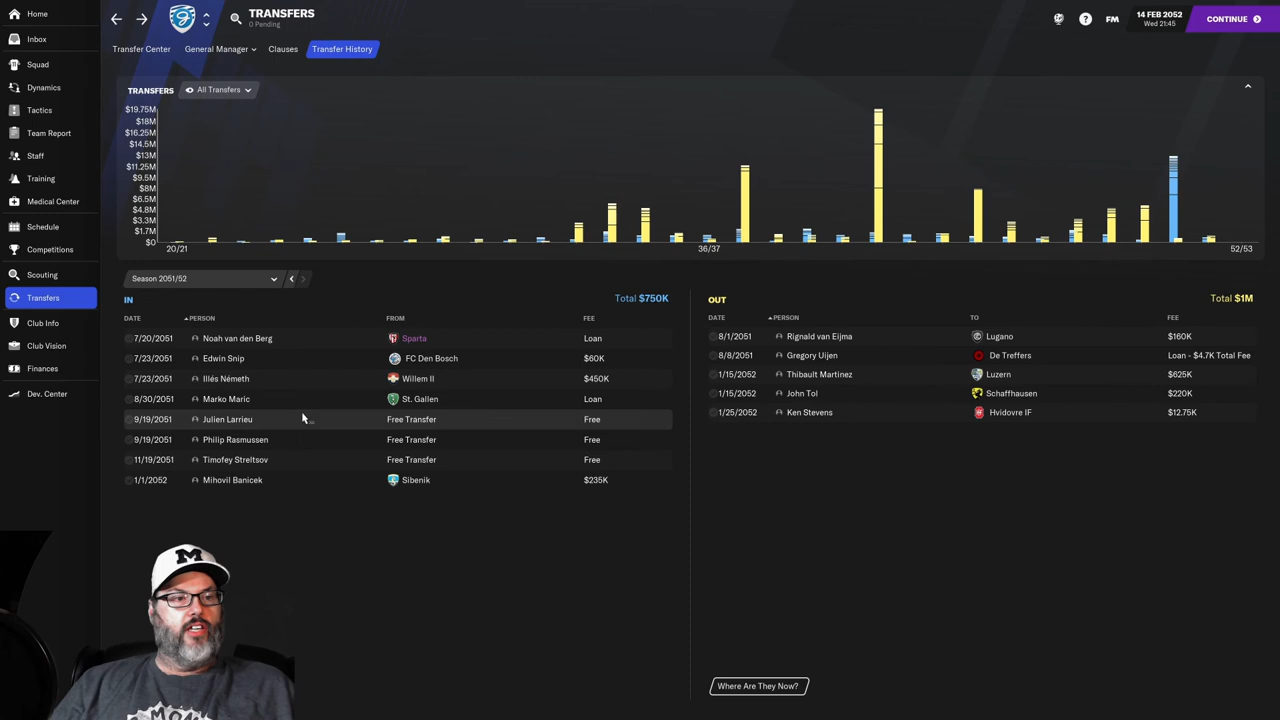 Home
TRANSFERS
0 Pending
FM
14 FEB 2052
Wed 21:45
CONTINUE
Inbox
Transfer Center General Manager Clauses Transfer History
Squad
Dynamics
Tactics
Team Report
Staff
Training
Medical Center
Schedule
Competitions
Scouting
Transfers
Club Info
Club Vision
Finances
Dev. Center
TRANSFERS All Transfers
$19.75M
$18M
$16.25M
$14.5M
$13M
$11.25M
$9.5M
$8M
$6.5M
$4.8M
$3.3M
$1.7M
$0
20/21 36/37 52/53
Season 2051/52
IN Total $750K
DATE PERSON FROM FEE
7/20/2051 Noah van den Berg Sparta Loan
7/23/2051 Edwin Snip FC Den Bosch $60K
7/23/2051 Illés Németh Willem II $450K
8/30/2051 Marko Maric St. Gallen Loan
9/19/2051 Julien Larrieu Free Transfer Free
9/19/2051 Philip Rasmussen Free Transfer Free
11/19/2051 Timofey Streltsov Free Transfer Free
1/1/2052 Mihovil Banicek Sibenik $235K
OUT Total $1M
DATE PERSON TO FEE
8/1/2051 Rignald van Eijma Lugano $160K
8/8/2051 Gregory Uijen De Treffers Loan - $4.7K Total Fee
1/15/2052 Thibault Martinez Luzern $625K
1/15/2052 John Tol Schaffhausen $220K
1/25/2052 Ken Stevens Hvidovre IF $12.75K
Where Are They Now?
M